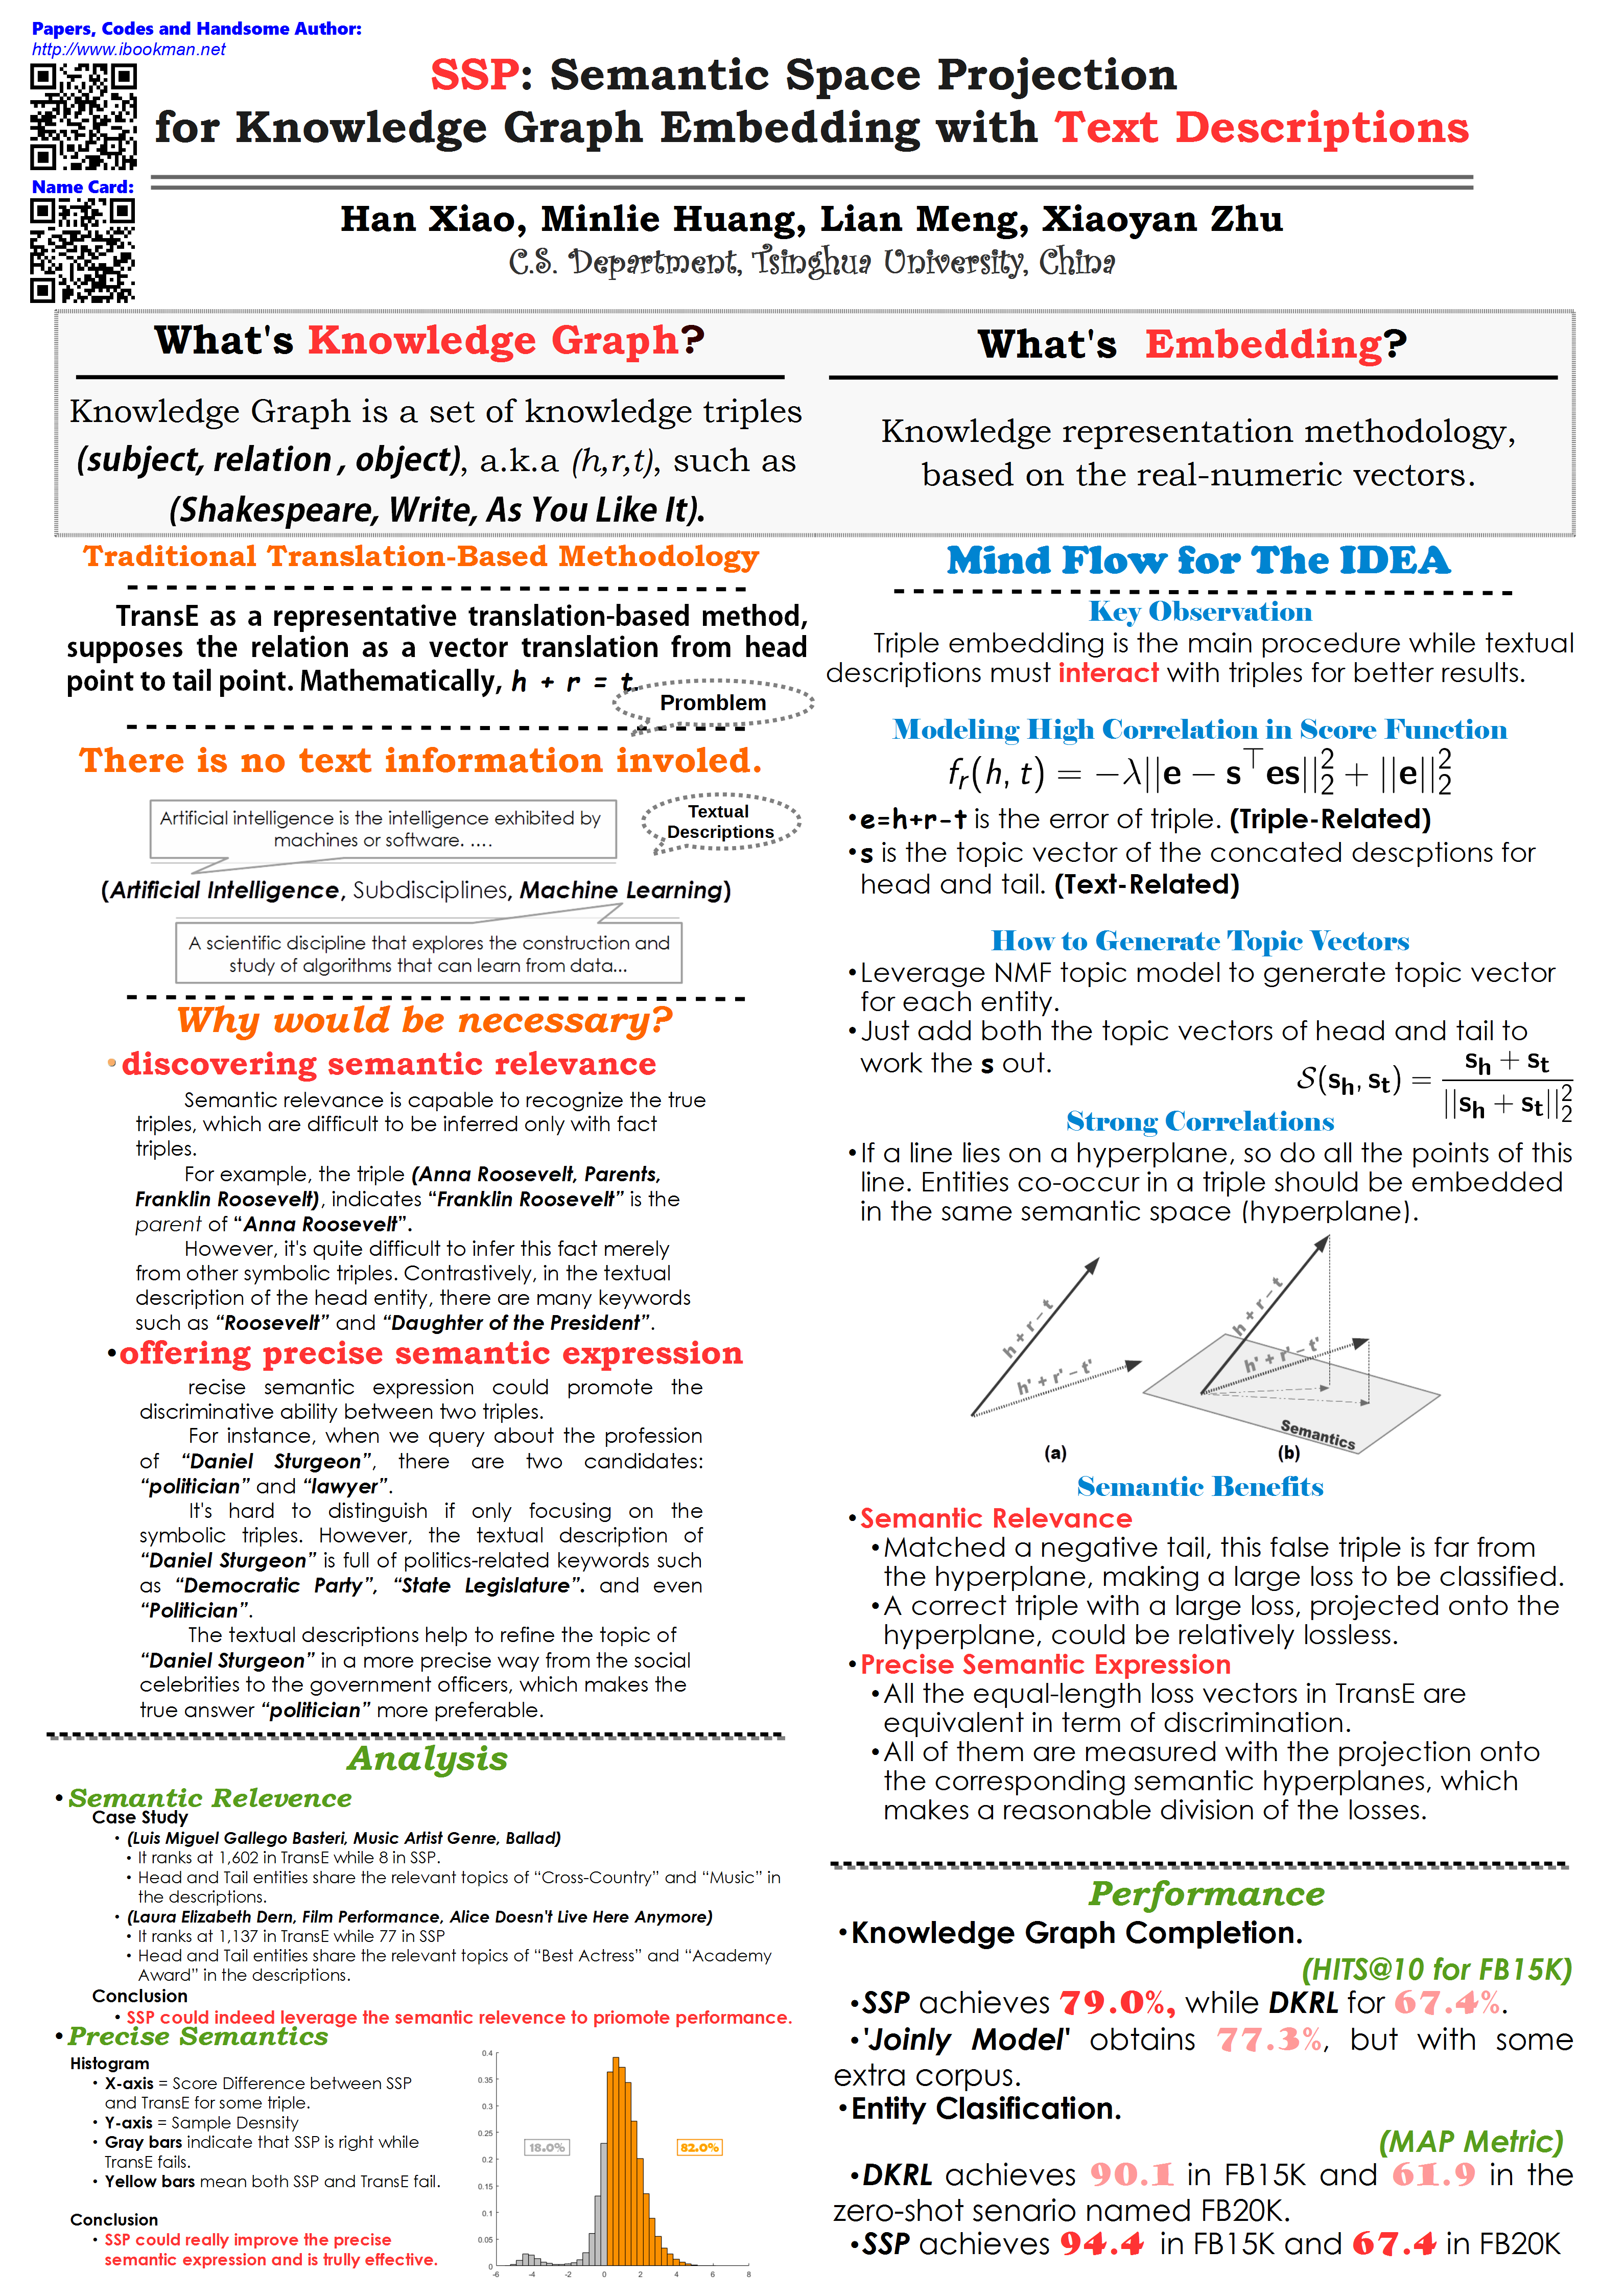 Papers, Codes and Handsome Author:
http://www.ibookman.net
Name Card:
SSP: Semantic Space Projection
for Knowledge Graph Embedding with Text Descriptions
Han Xiao, Minlie Huang, Lian Meng, Xiaoyan Zhu
C.S. Department, Tsinghua University, China
What's Knowledge Graph?
Knowledge Graph is a set of knowledge triples
(subject, relation , object), a.k.a (h,r,t), such as
(Shakespeare, Write, As You Like It).
What's Embedding?
Knowledge representation methodology,
based on the real-numeric vectors.
Traditional Translation-Based Methodology
TransE as a representative translation-based method,
supposes the relation as a vector translation from head
point to tail point. Mathematically, h + r = t.
Promblem
There is no text information involed.
Artificial intelligence is the intelligence exhibited by
machines or software. ....
Textual
Descriptions
(Artificial Intelligence, Subdisciplines, Machine Learning)
A scientific discipline that explores the construction and
study of algorithms that can learn from data...
Why would be necessary?
•discovering semantic relevance
Semantic relevance is capable to recognize the true
triples, which are difficult to be inferred only with fact
triples.
For example, the triple (Anna Roosevelt, Parents,
Franklin Roosevelt), indicates “Franklin Roosevelt” is the
parent of “Anna Roosevelt”.
However, it's quite difficult to infer this fact merely
from other symbolic triples. Contrastively, in the textual
description of the head entity, there are many keywords
such as “Roosevelt” and “Daughter of the President”.
•offering precise semantic expression
recise semantic expression could promote the
discriminative ability between two triples.
For instance, when we query about the profession
of “Daniel Sturgeon”, there are two candidates:
“politician” and “lawyer”.
It's hard to distinguish if only focusing on the
symbolic triples. However, the textual description of
“Daniel Sturgeon” is full of politics-related keywords such
as “Democratic Party”, “State Legislature”. and even
“Politician”.
The textual descriptions help to refine the topic of
“Daniel Sturgeon” in a more precise way from the social
celebrities to the government officers, which makes the
true answer “politician” more preferable.
Analysis
•Semantic Relevence
Case Study
• (Luis Miguel Gallego Basteri, Music Artist Genre, Ballad)
• It ranks at 1,602 in TransE while 8 in SSP.
• Head and Tail entities share the relevant topics of “Cross-Country” and “Music” in
the descriptions.
• (Laura Elizabeth Dern, Film Performance, Alice Doesn't Live Here Anymore)
• It ranks at 1,137 in TransE while 77 in SSP
• Head and Tail entities share the relevant topics of “Best Actress” and “Academy
Award” in the descriptions.
Conclusion
• SSP could indeed leverage the semantic relevence to priomote performance.
•Precise Semantics
Histogram
• X-axis = Score Difference between SSP
and TransE for some triple.
• Y-axis = Sample Desnsity
• Gray bars indicate that SSP is right while
TransE fails.
• Yellow bars mean both SSP and TransE fail.
Conclusion
• SSP could really improve the precise
semantic expression and is trully effective.
0.4
0.35
0.3
0.25
0.2
0.15
0.1
0.05
0
18.0%
82.0%
-6 -4 -2 0 2 4 6 8
Mind Flow for The IDEA
Key Observation
Triple embedding is the main procedure while textual
descriptions must interact with triples for better results.
Modeling High Correlation in Score Function
fr(h, t) = −λ||e − s⊤es||₂² + ||e||₂²
•e=h+r-t is the error of triple. (Triple-Related)
•s is the topic vector of the concated descptions for
head and tail. (Text-Related)
How to Generate Topic Vectors
•Leverage NMF topic model to generate topic vector
for each entity.
•Just add both the topic vectors of head and tail to
work the s out.
S(sh, st) = (sh + st) / ||sh + st||₂²
Strong Correlations
•If a line lies on a hyperplane, so do all the points of this
line. Entities co-occur in a triple should be embedded
in the same semantic space (hyperplane).
h + r − t
h' + r' − t'
(a)
h + r − t
h' + r' − t'
Semantics
(b)
Semantic Benefits
•Semantic Relevance
•Matched a negative tail, this false triple is far from
the hyperplane, making a large loss to be classified.
•A correct triple with a large loss, projected onto the
hyperplane, could be relatively lossless.
•Precise Semantic Expression
•All the equal-length loss vectors in TransE are
equivalent in term of discrimination.
•All of them are measured with the projection onto
the corresponding semantic hyperplanes, which
makes a reasonable division of the losses.
Performance
•Knowledge Graph Completion.
(HITS@10 for FB15K)
•SSP achieves 79.0%, while DKRL for 67.4%.
•'Joinly Model' obtains 77.3%, but with some
extra corpus.
•Entity Clasification.
(MAP Metric)
•DKRL achieves 90.1 in FB15K and 61.9 in the
zero-shot senario named FB20K.
•SSP achieves 94.4 in FB15K and 67.4 in FB20K